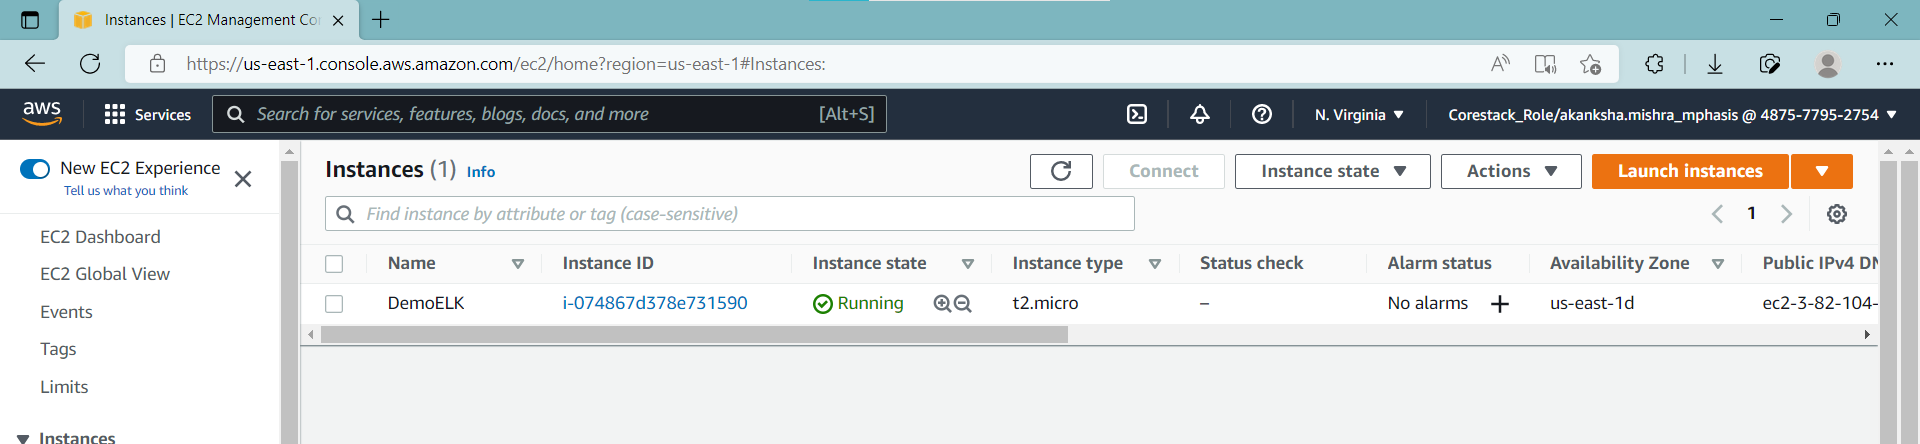 Instances | EC2 Management Co
https://us-east-1.console.aws.amazon.com/ec2/home?region=us-east-1#Instances:
aws
Services
Search for services, features, blogs, docs, and more
[Alt+S]
N. Virginia
Corestack_Role/akanksha.mishra_mphasis @ 4875-7795-2754
New EC2 Experience
Tell us what you think
EC2 Dashboard
EC2 Global View
Events
Tags
Limits
Instances
Instances (1) Info
Connect
Instance state
Actions
Launch instances
Find instance by attribute or tag (case-sensitive)
1
Name Instance ID Instance state Instance type Status check Alarm status Availability Zone Public IPv4 DN
DemoELK i-074867d378e731590 Running t2.micro – No alarms + us-east-1d ec2-3-82-104-